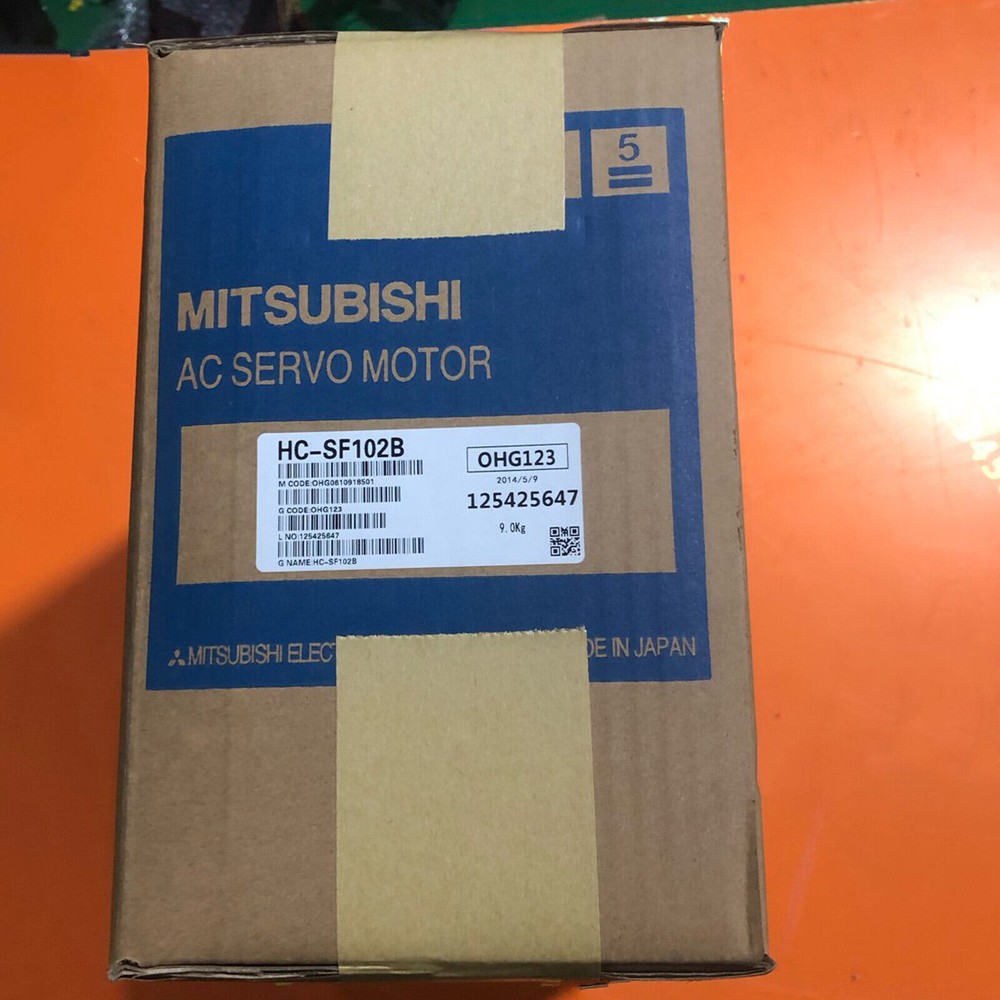 5
MITSUBISHI
AC SERVO MOTOR
HC-SF102B
M CODE:OHG0610918501
G CODE:OHG123
L NO:125425647
G NAME:HC-SF102B
OHG123
2014/5/9
125425647
9.0Kg
MITSUBISHI ELECT
DE IN JAPAN